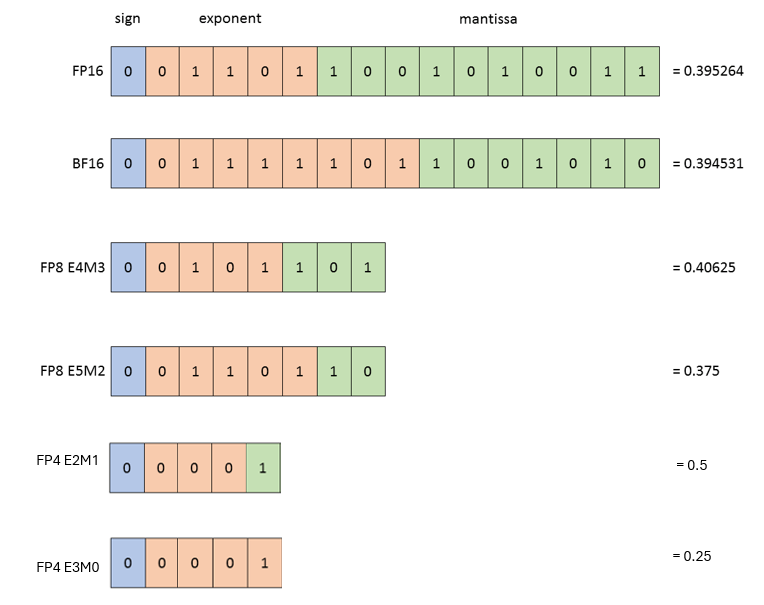 sign exponent mantissa
FP16 0 0 1 1 0 1 1 0 0 1 0 1 0 0 1 1 = 0.395264
BF16 0 0 1 1 1 1 1 0 1 1 0 0 1 0 1 0 = 0.394531
FP8 E4M3 0 0 1 0 1 1 0 1 = 0.40625
FP8 E5M2 0 0 1 1 0 1 1 0 = 0.375
FP4 E2M1 0 0 0 0 1 = 0.5
FP4 E3M0 0 0 0 0 1 = 0.25